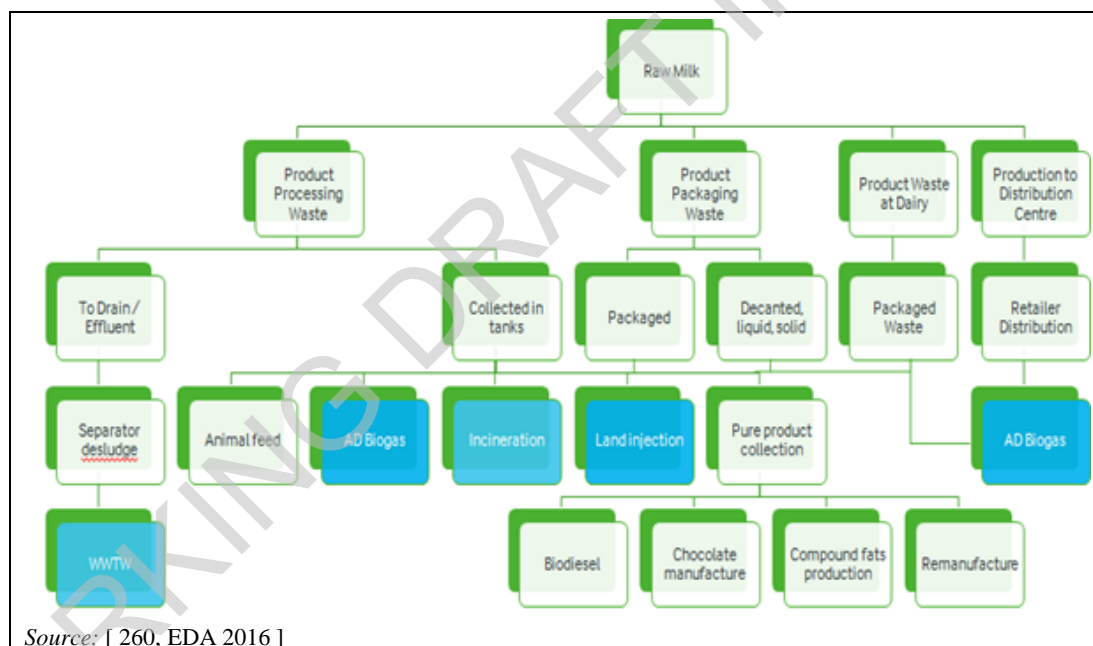 Raw Milk
Product
Processing
Waste
Product
Packaging
Waste
Product Waste
at Dairy
Production to
Distribution
Centre
To Drain /
Effluent
Collected in
tanks
Packaged
Decanted,
liquid, solid
Packaged
Waste
Retailer
Distribution
Separator
desludge
Animal feed
AD Biogas
Incineration
Land injection
Pure product
collection
AD Biogas
WWTW
Biodiesel
Chocolate
manufacture
Compound fats
production
Remanufacture
RKING DRAFT I
Source: [ 260, EDA 2016 ]